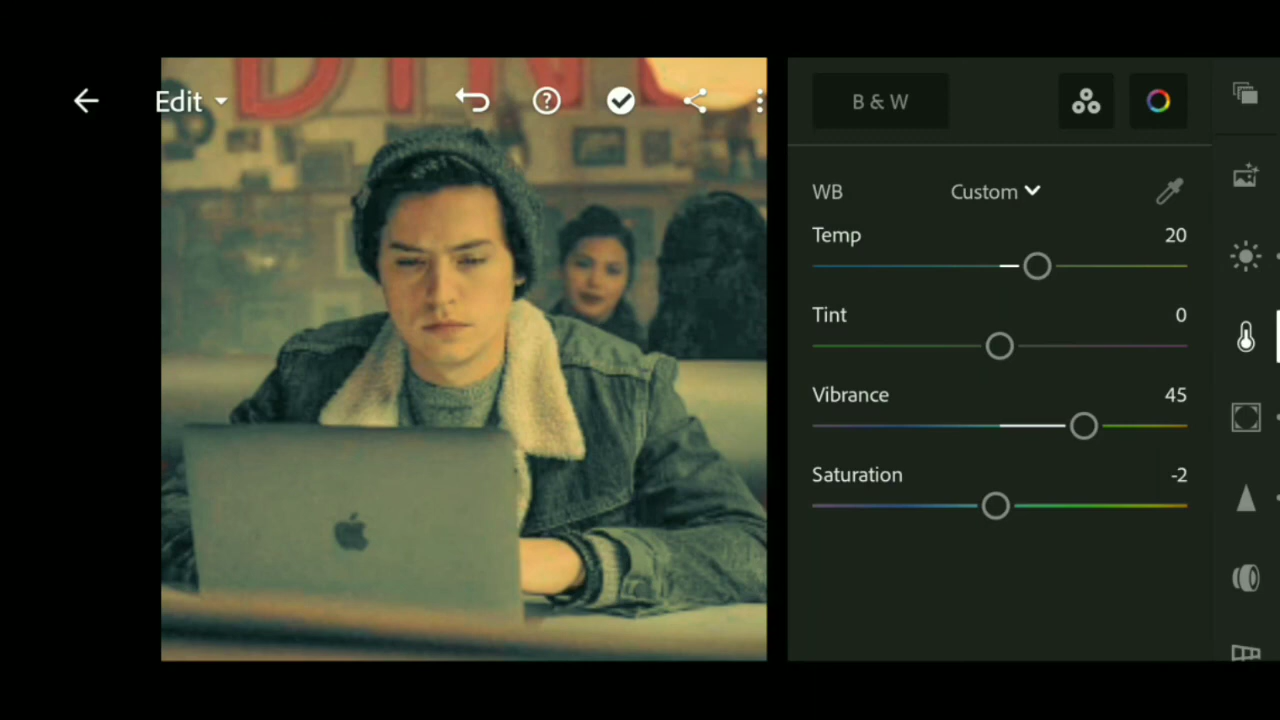 Edit
B & W
WB Custom
Temp 20
Tint 0
Vibrance 45
Saturation -2